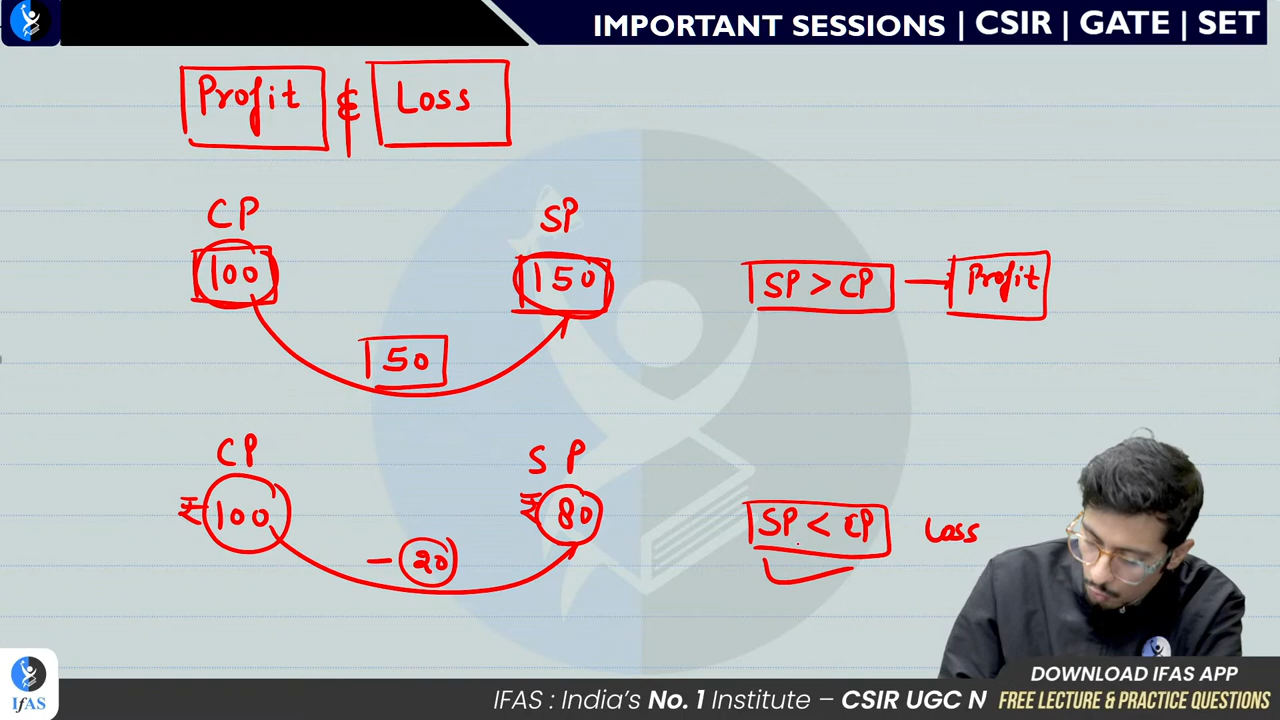 IMPORTANT SESSIONS | CSIR | GATE | SET
Profit & Loss
CP SP
100 150
SP > CP → Profit
50
CP SP
₹ 100 ₹ 80
SP < CP Loss
- 20
DOWNLOAD IFAS APP
IFAS : India's No. 1 Institute – CSIR UGC N
FREE LECTURE & PRACTICE QUESTIONS
IfAS